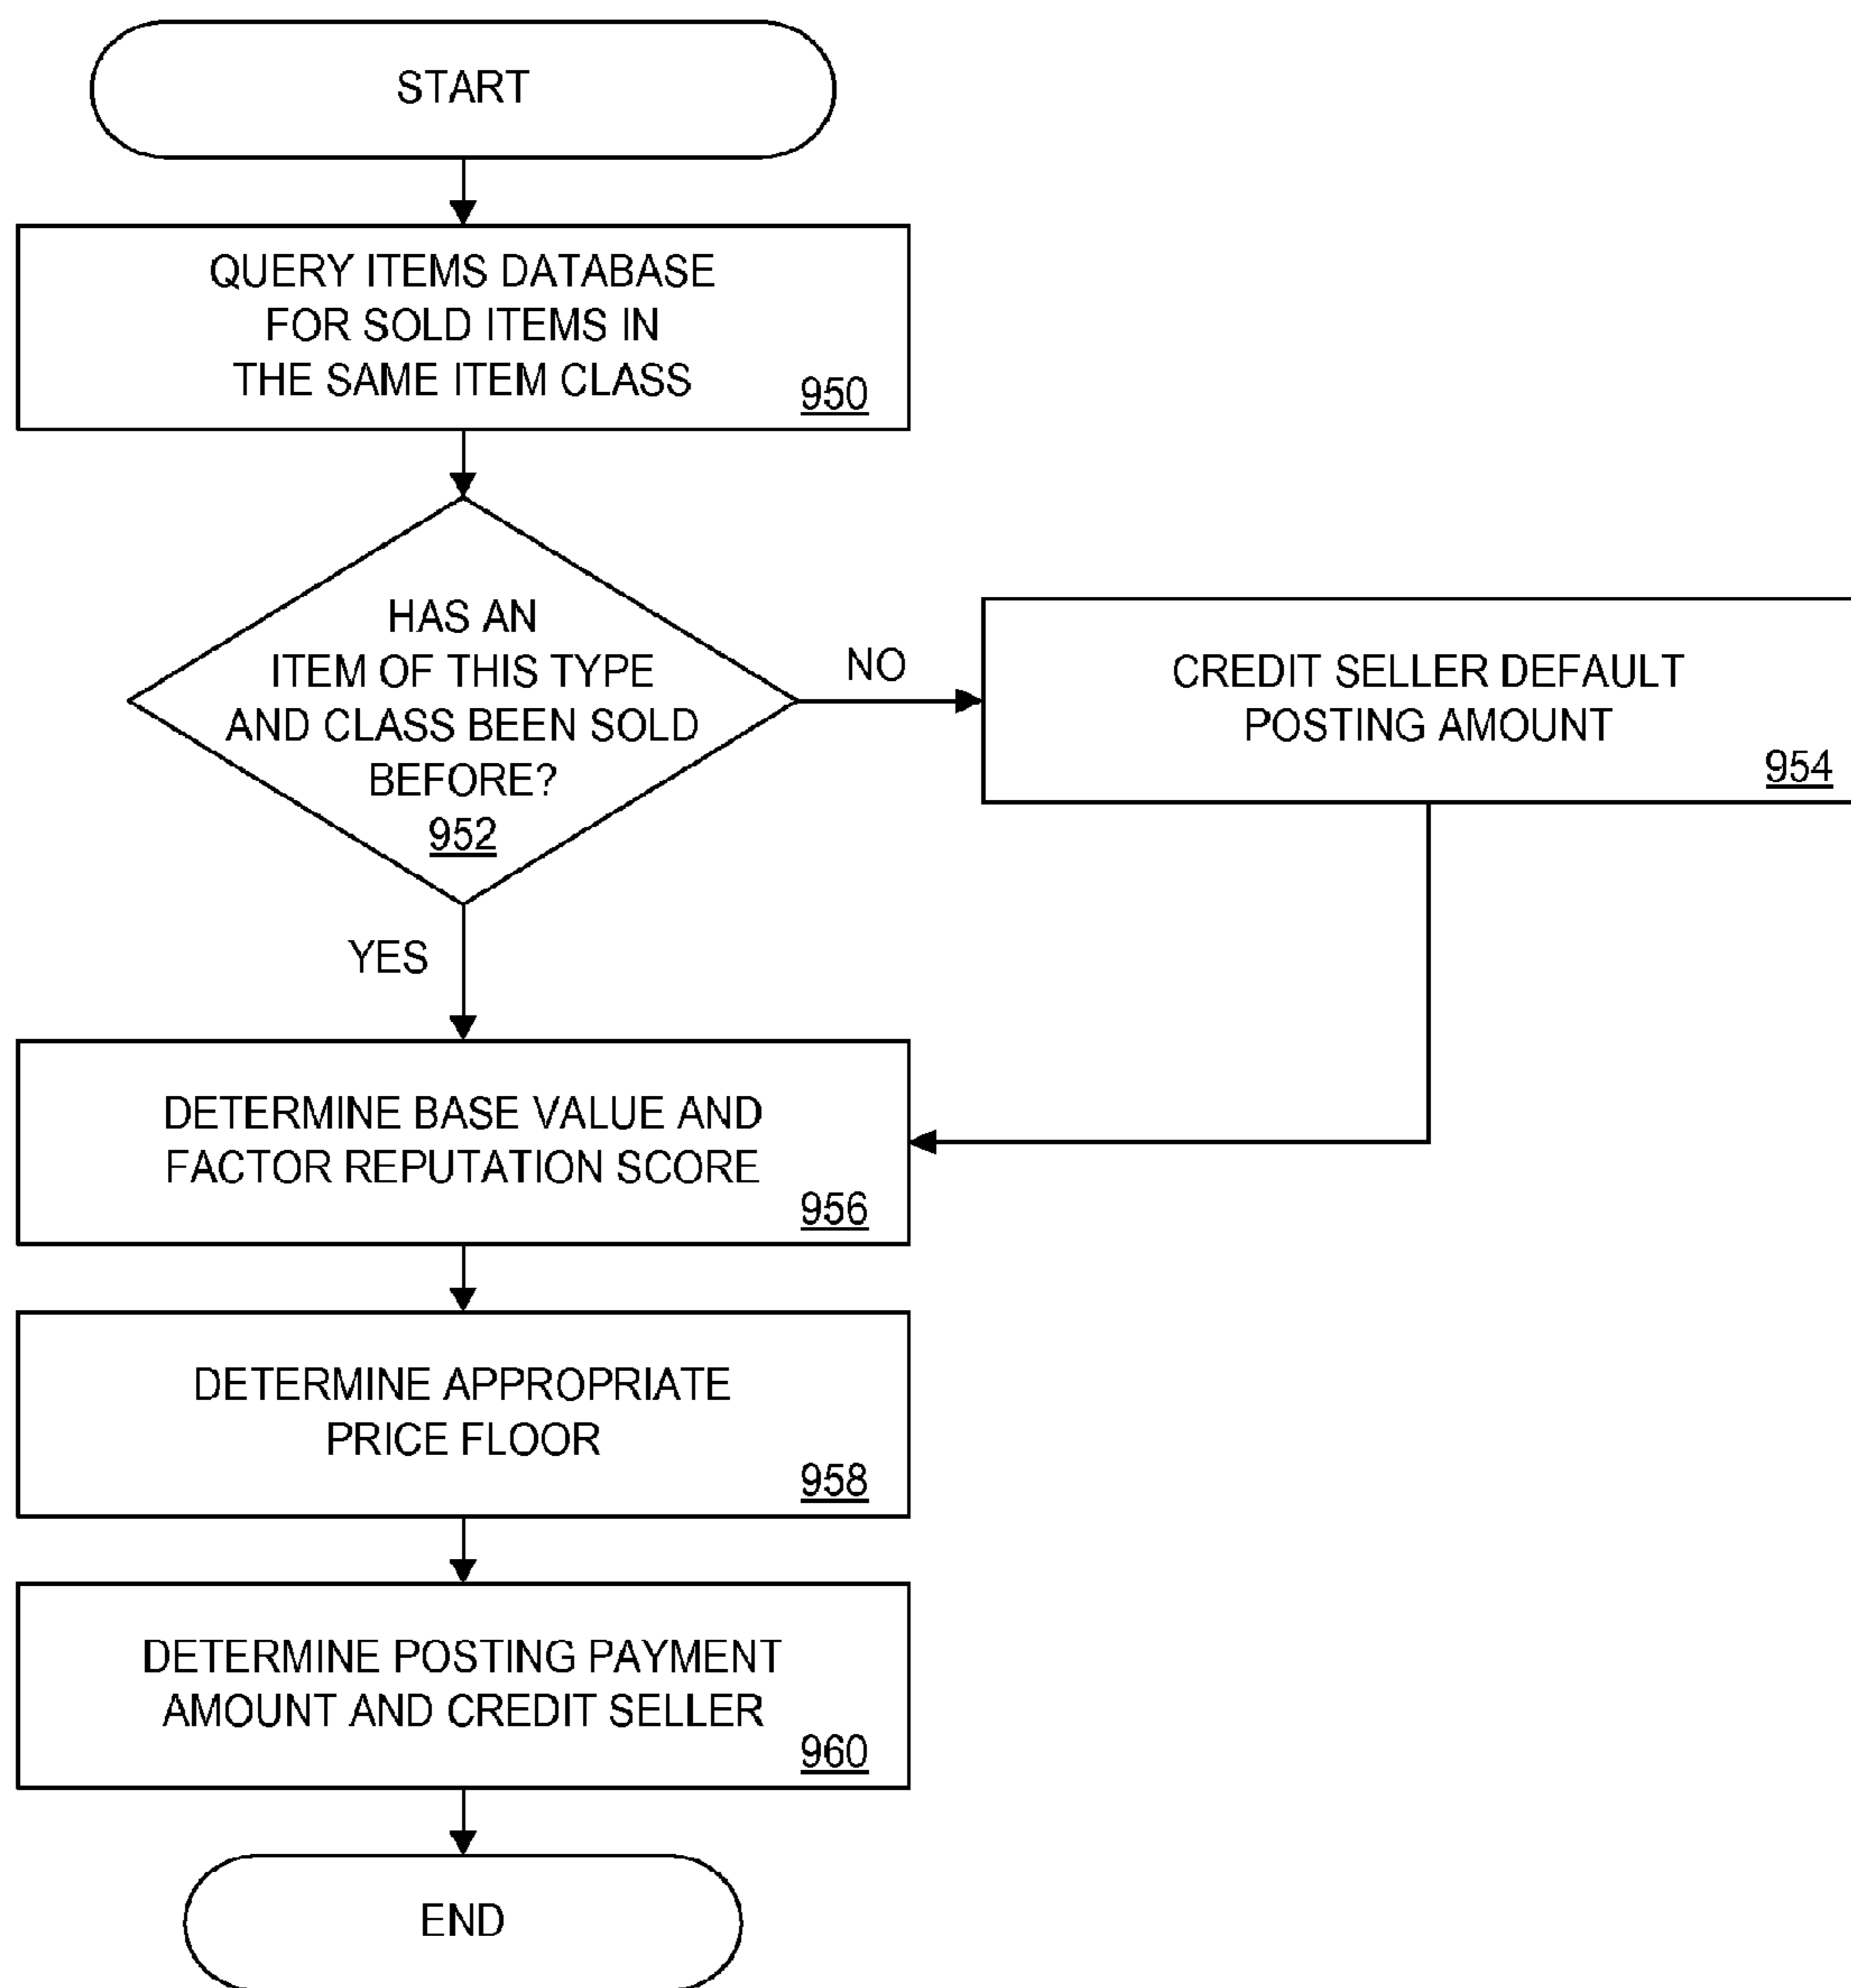 START
QUERY ITEMS DATABASE
FOR SOLD ITEMS IN
THE SAME ITEM CLASS
950
HAS AN
ITEM OF THIS TYPE
AND CLASS BEEN SOLD
BEFORE?
952
NO
CREDIT SELLER DEFAULT
POSTING AMOUNT
954
YES
DETERMINE BASE VALUE AND
FACTOR REPUTATION SCORE
956
DETERMINE APPROPRIATE
PRICE FLOOR
958
DETERMINE POSTING PAYMENT
AMOUNT AND CREDIT SELLER
960
END